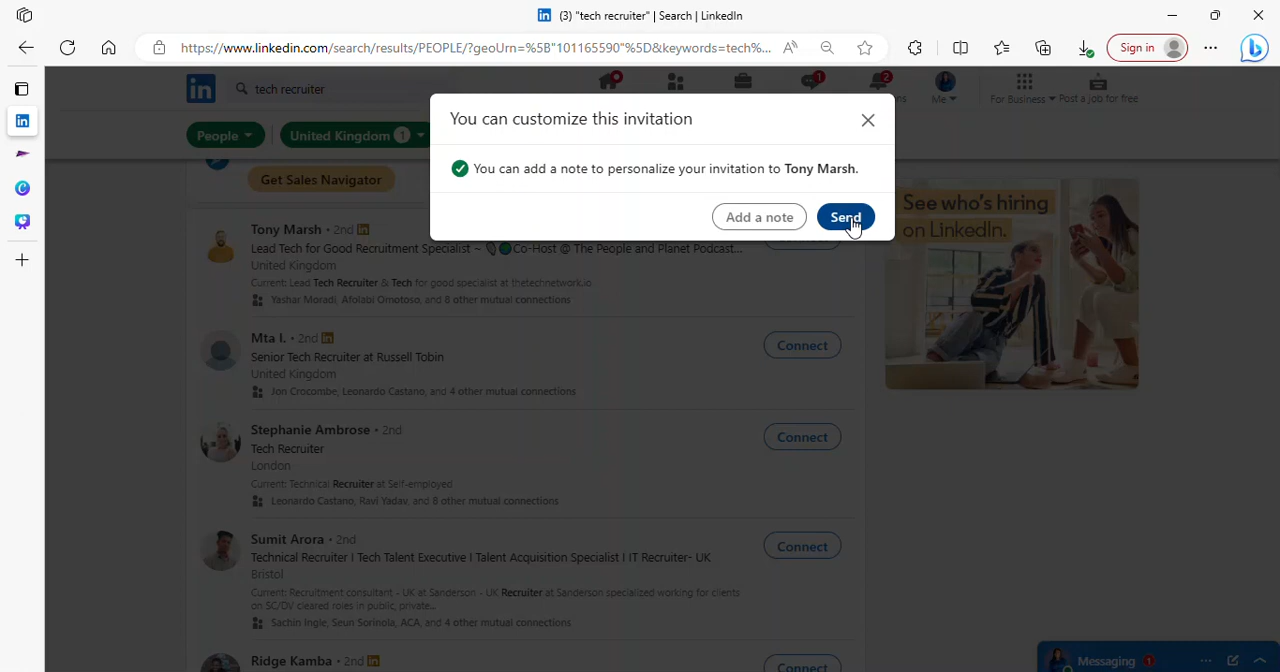 (3) "tech recruiter" | Search | LinkedIn
https://www.linkedin.com/search/results/PEOPLE/?geoUrn=%5B"101165590"%5D&keywords=tech%...
Sign in
in
tech recruiter
1
2
Me
For Business
Post a job for free
People
United Kingdom 1
You can customize this invitation
You can add a note to personalize your invitation to Tony Marsh.
Add a note
Send
Get Sales Navigator
See who's hiring
on LinkedIn.
Tony Marsh • 2nd in
Lead Tech for Good Recruitment Specialist ~ Co-Host @ The People and Planet Podcast...
United Kingdom
Current: Lead Tech Recruiter & Tech for good specialist at thetechnetwork.io
Yashar Moradi, Afolabi Omotoso, and 8 other mutual connections
Mta I. • 2nd in
Connect
Senior Tech Recruiter at Russell Tobin
United Kingdom
Jon Crocombe, Leonardo Castano, and 4 other mutual connections
Stephanie Ambrose • 2nd
Connect
Tech Recruiter
London
Current: Technical Recruiter at Self-employed
Leonardo Castano, Ravi Yadav, and 8 other mutual connections
Sumit Arora • 2nd
Connect
Technical Recruiter I Tech Talent Executive I Talent Acquisition Specialist I IT Recruiter- UK
Bristol
Current: Recruitment consultant - UK at Sanderson - UK Recruiter at Sanderson specialized working for clients
on SC/DV cleared roles in public, private...
Sachin Ingle, Seun Sorinola, ACA, and 4 other mutual connections
Ridge Kamba • 2nd in
Connect
Messaging 1